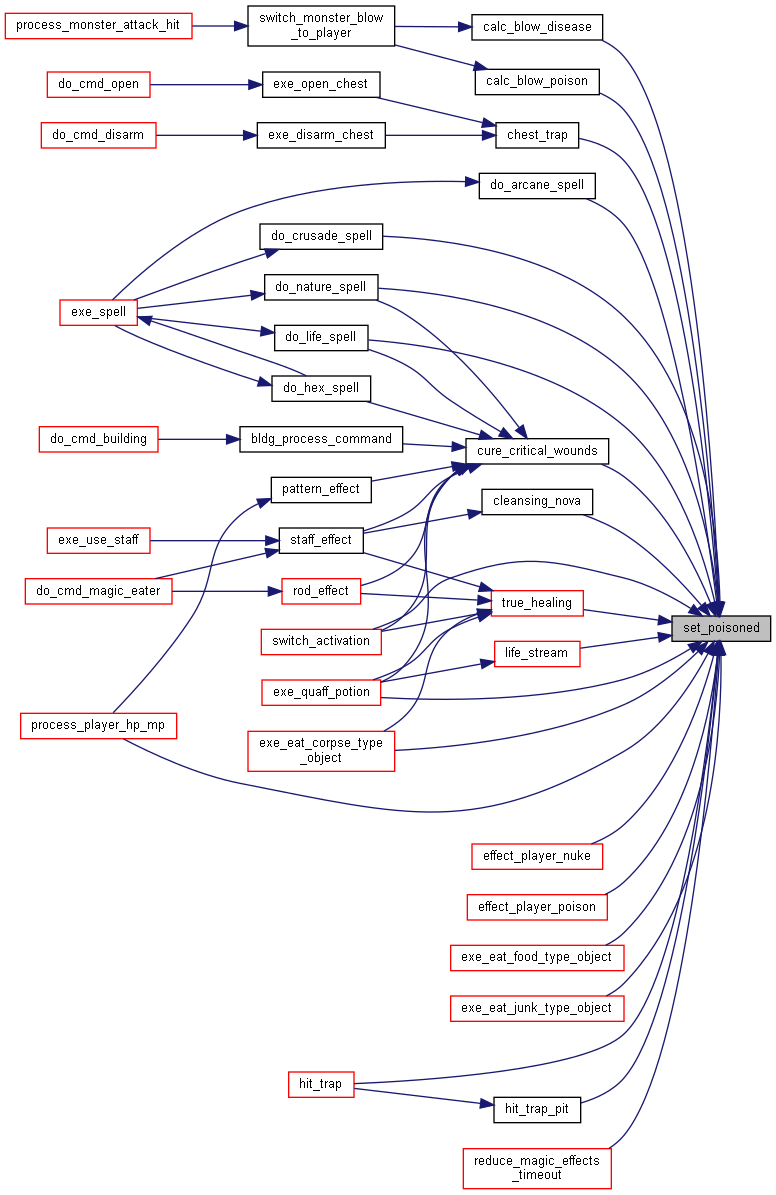 process_monster_attack_hit
switch_monster_blow
_to_player
calc_blow_disease
calc_blow_poison
do_cmd_open
exe_open_chest
do_cmd_disarm
exe_disarm_chest
chest_trap
do_arcane_spell
do_crusade_spell
do_nature_spell
exe_spell
do_life_spell
do_hex_spell
do_cmd_building
bldg_process_command
cure_critical_wounds
pattern_effect
cleansing_nova
exe_use_staff
staff_effect
do_cmd_magic_eater
rod_effect
true_healing
set_poisoned
switch_activation
life_stream
exe_quaff_potion
process_player_hp_mp
exe_eat_corpse_type
_object
effect_player_nuke
effect_player_poison
exe_eat_food_type_object
exe_eat_junk_type_object
hit_trap
hit_trap_pit
reduce_magic_effects
_timeout